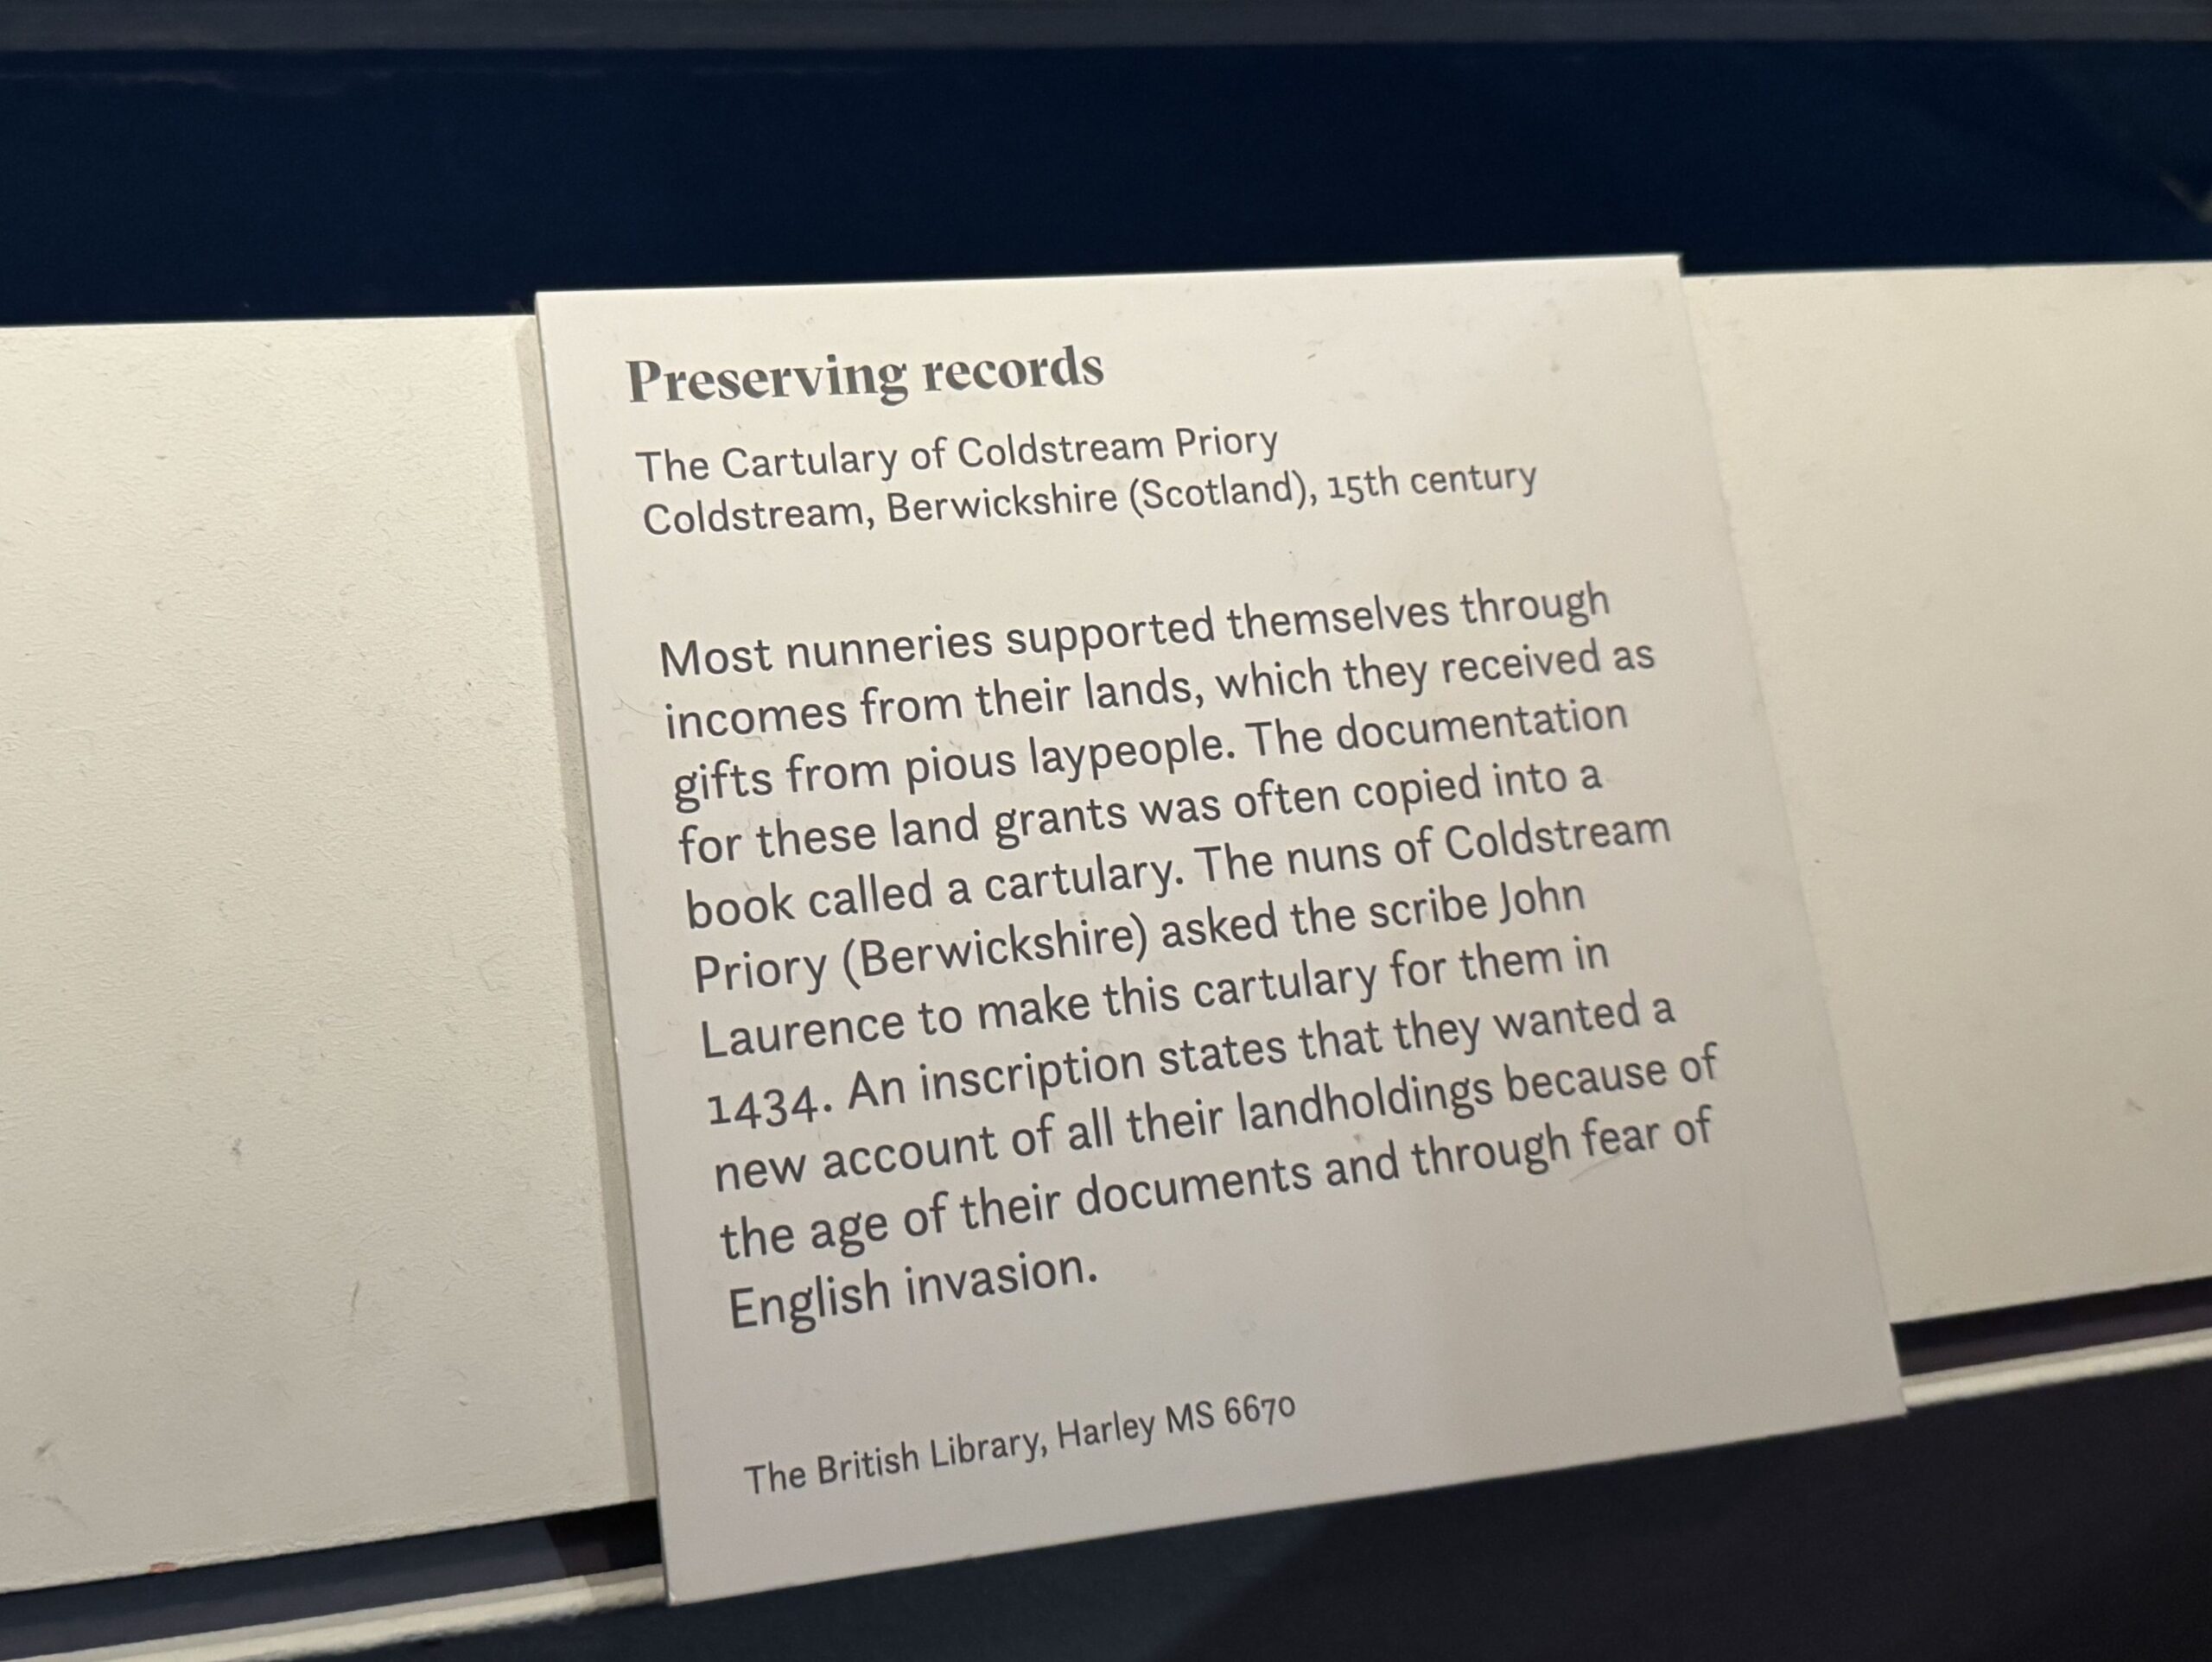 Preserving records
The Cartulary of Coldstream Priory
Coldstream, Berwickshire (Scotland), 15th century
Most nunneries supported themselves through
incomes from their lands, which they received as
gifts from pious laypeople. The documentation
for these land grants was often copied into a
book called a cartulary. The nuns of Coldstream
Priory (Berwickshire) asked the scribe John
Laurence to make this cartulary for them in
1434. An inscription states that they wanted a
new account of all their landholdings because of
the age of their documents and through fear of
English invasion.
The British Library, Harley MS 6670